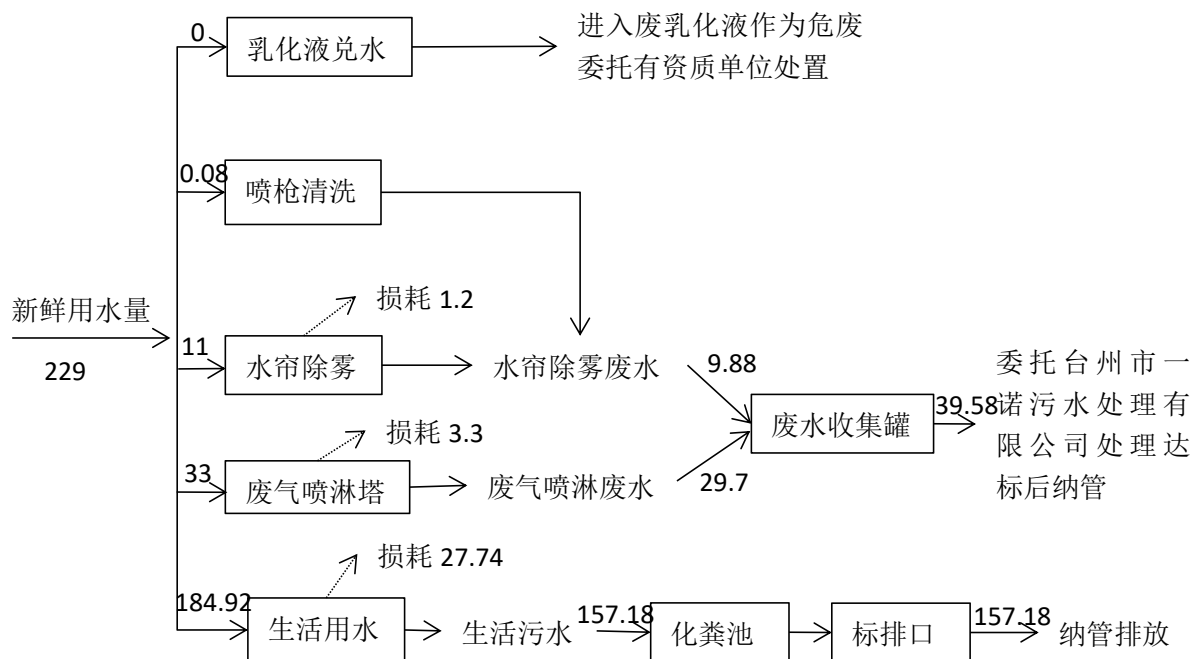 0
乳化液兑水
进入废乳化液作为危废
委托有资质单位处置
0.08
喷枪清洗
新鲜用水量
229
损耗 1.2
11
水帘除雾
水帘除雾废水
9.88
损耗 3.3
33
废气喷淋塔
废气喷淋废水
29.7
废水收集罐
39.58
委托台州市一
诺污水处理有
限公司处理达
标后纳管
损耗 27.74
184.92
生活用水
生活污水
157.18
化粪池
标排口
157.18
纳管排放